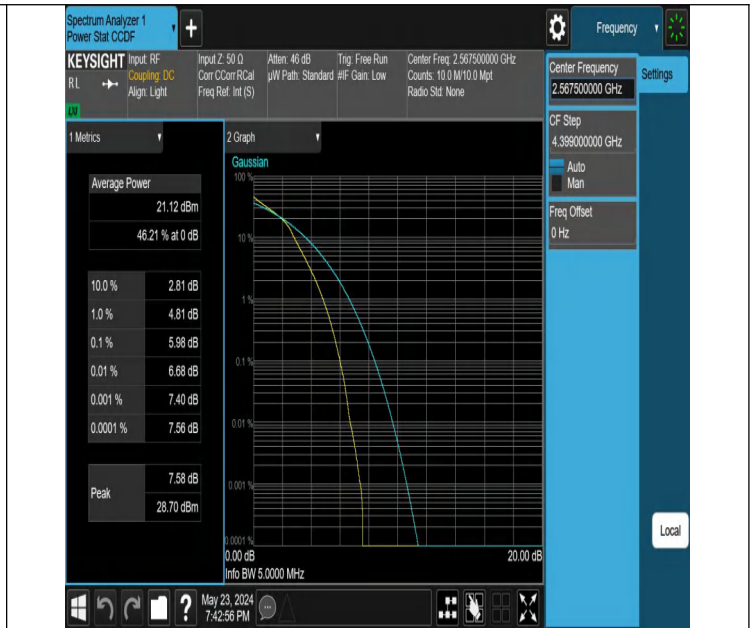 Spectrum Analyzer 1
Power Stat CCDF
Frequency
KEYSIGHT
RL
LXI
Input: RF
Coupling: DC
Align: Light
Input Z: 50 Ω
Corr CCorr RCal
Freq Ref: Int (S)
Atten: 46 dB
µW Path: Standard
Trig: Free Run
#IF Gain: Low
Center Freq: 2.567500000 GHz
Counts: 10.0 M/10.0 Mpt
Radio Std: None
Center Frequency
2.567500000 GHz
Settings
CF Step
4.399000000 GHz
Auto
Man
Freq Offset
0 Hz
1 Metrics
Average Power
21.12 dBm
46.21 % at 0 dB
10.0 % 2.81 dB
1.0 % 4.81 dB
0.1 % 5.98 dB
0.01 % 6.68 dB
0.001 % 7.40 dB
0.0001 % 7.56 dB
Peak
7.58 dB
28.70 dBm
2 Graph
Gaussian
100 %
10 %
1 %
0.1 %
0.01 %
0.001 %
0.0001 %
0.00 dB 20.00 dB
Info BW 5.0000 MHz
Local
?
May 23, 2024
7:42:56 PM